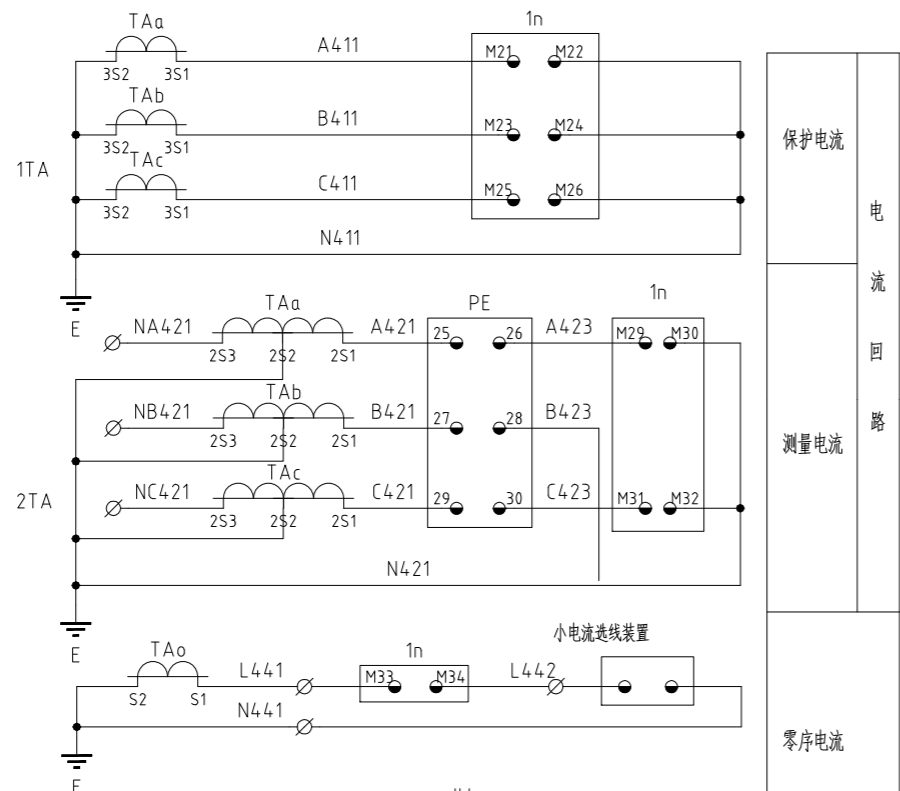 TAa
1n
A411
M21 M22
3S2 3S1
TAb
B411
M23 M24
3S2 3S1
TAc
1TA
C411
M25 M26
3S2 3S1
N411
E
保护电流
电流回路
TAa
PE
1n
NA421
A421
25 26
A423
M29 M30
2S3 2S2 2S1
TAb
NB421
B421
27 28
B423
2S3 2S2 2S1
TAc
2TA
NC421
C421
29 30
C423
M31 M32
2S3 2S2 2S1
N421
E
测量电流
小电流选线装置
TAo
1n
L441
M33 M34
L442
S2 S1
N441
零序电流